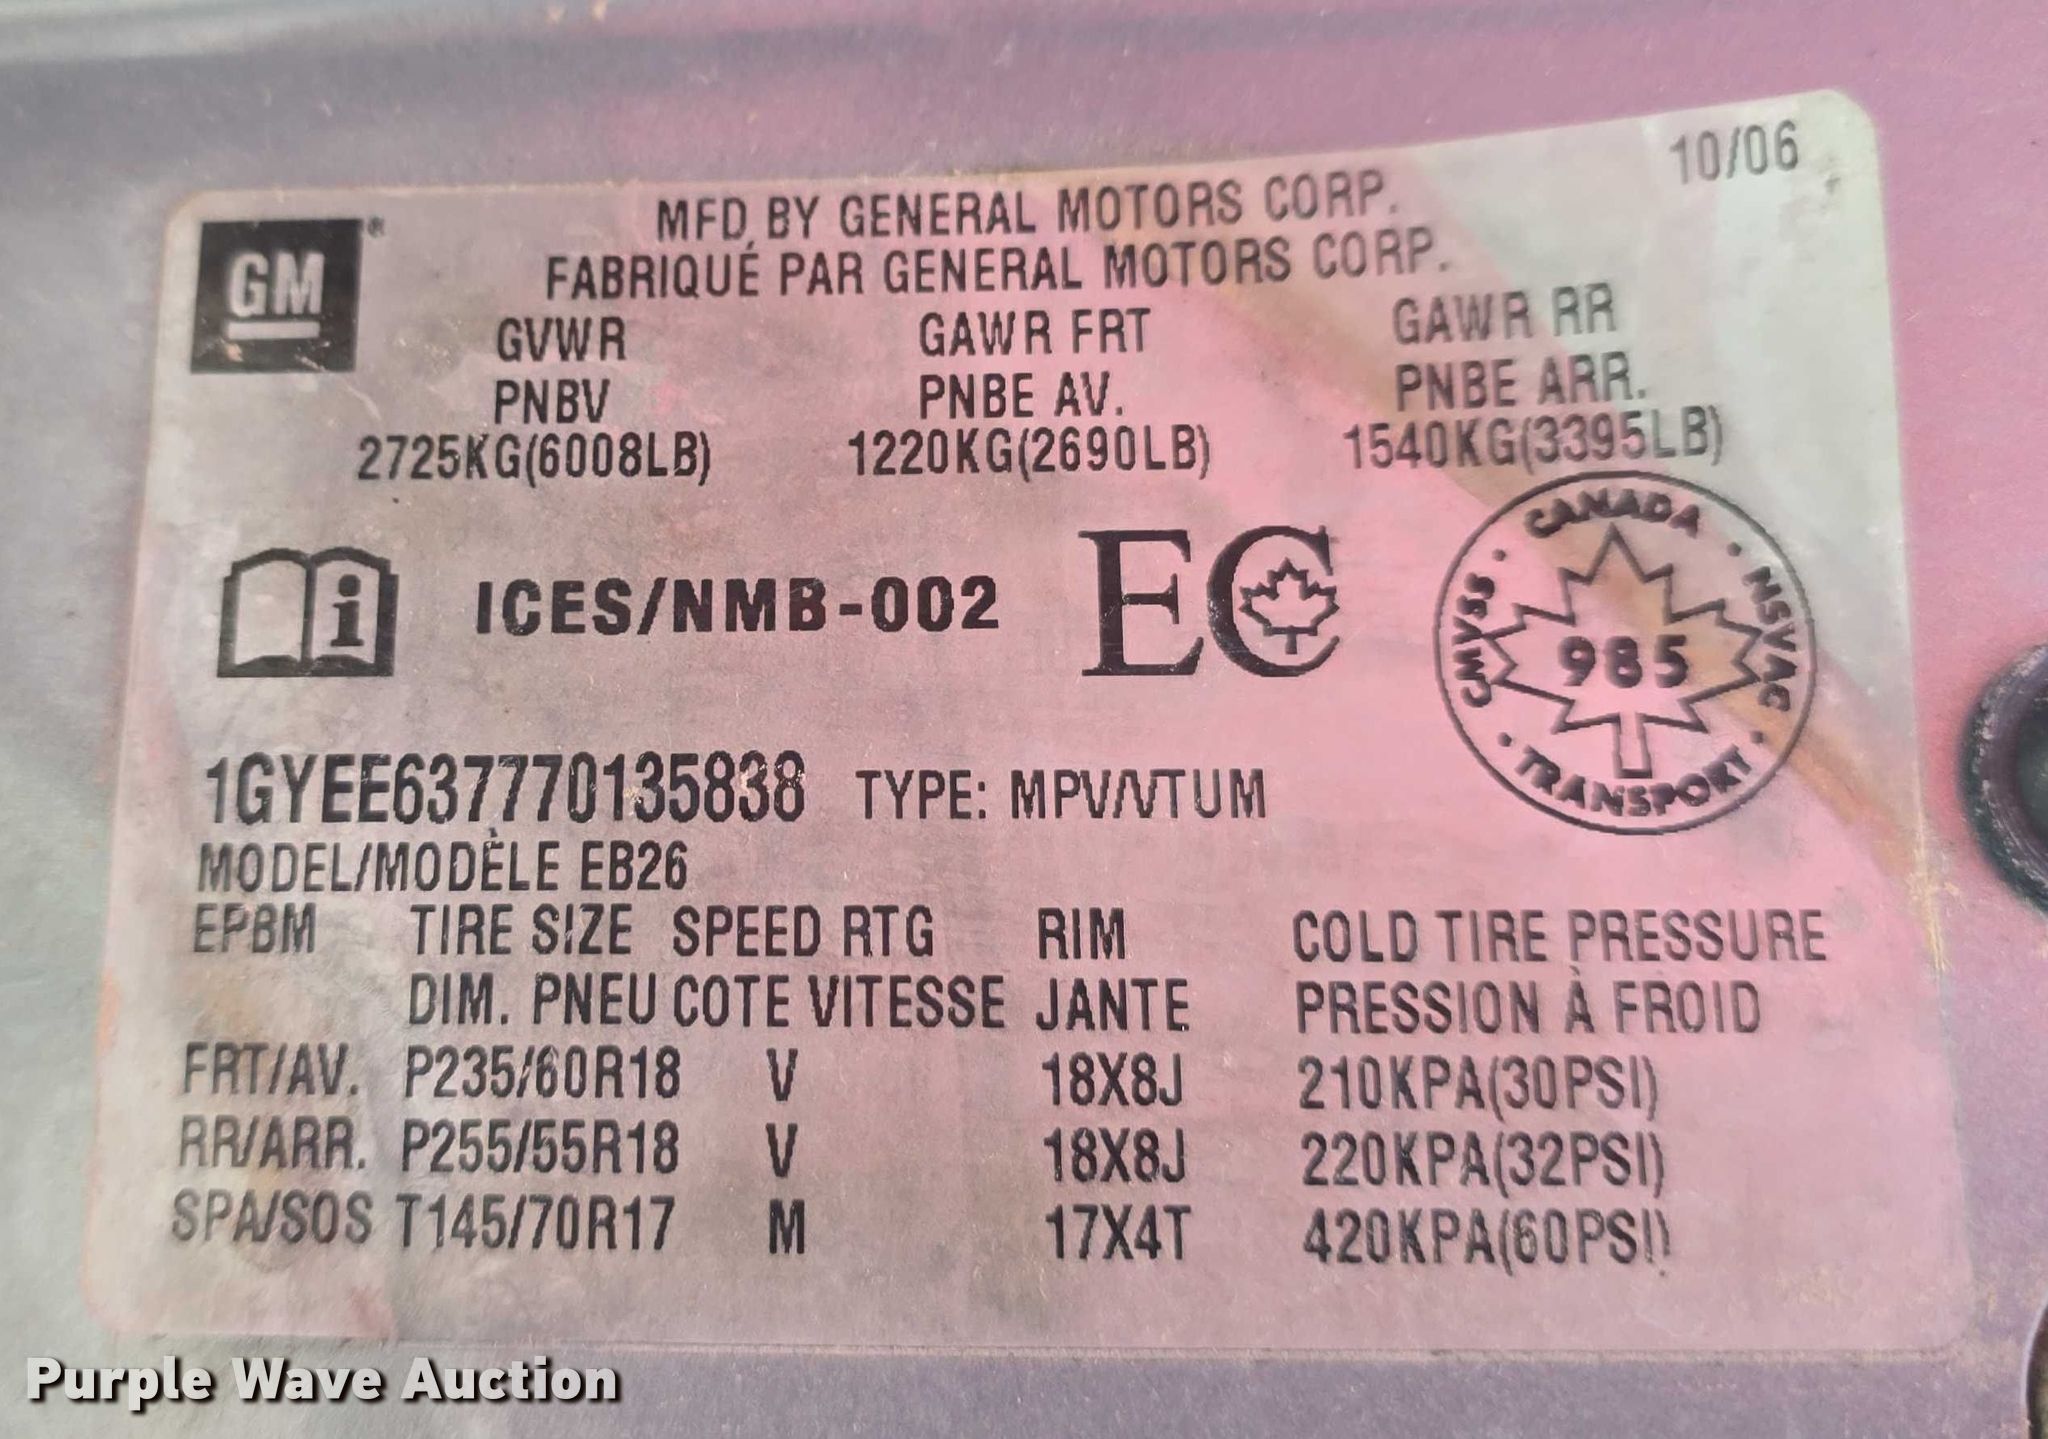 10/06
GM®
MFD BY GENERAL MOTORS CORP.
FABRIQUÉ PAR GENERAL MOTORS CORP.
GVWR GAWR FRT GAWR RR
PNBV PNBE AV. PNBE ARR.
2725KG(6008LB) 1220KG(2690LB) 1540KG(3395LB)
i ICES/NMB-002 EC
CANADA · NSVAC · TRANSPORT · CMVSS ·
985
1GYEE637770135838 TYPE: MPV/VTUM
MODEL/MODÈLE EB26
EPBM TIRE SIZE SPEED RTG RIM COLD TIRE PRESSURE
DIM. PNEU COTE VITESSE JANTE PRESSION À FROID
FRT/AV. P235/60R18 V 18X8J 210KPA(30PSI)
RR/ARR. P255/55R18 V 18X8J 220KPA(32PSI)
SPA/SOS T145/70R17 M 17X4T 420KPA(60PSI)
Purple Wave Auction